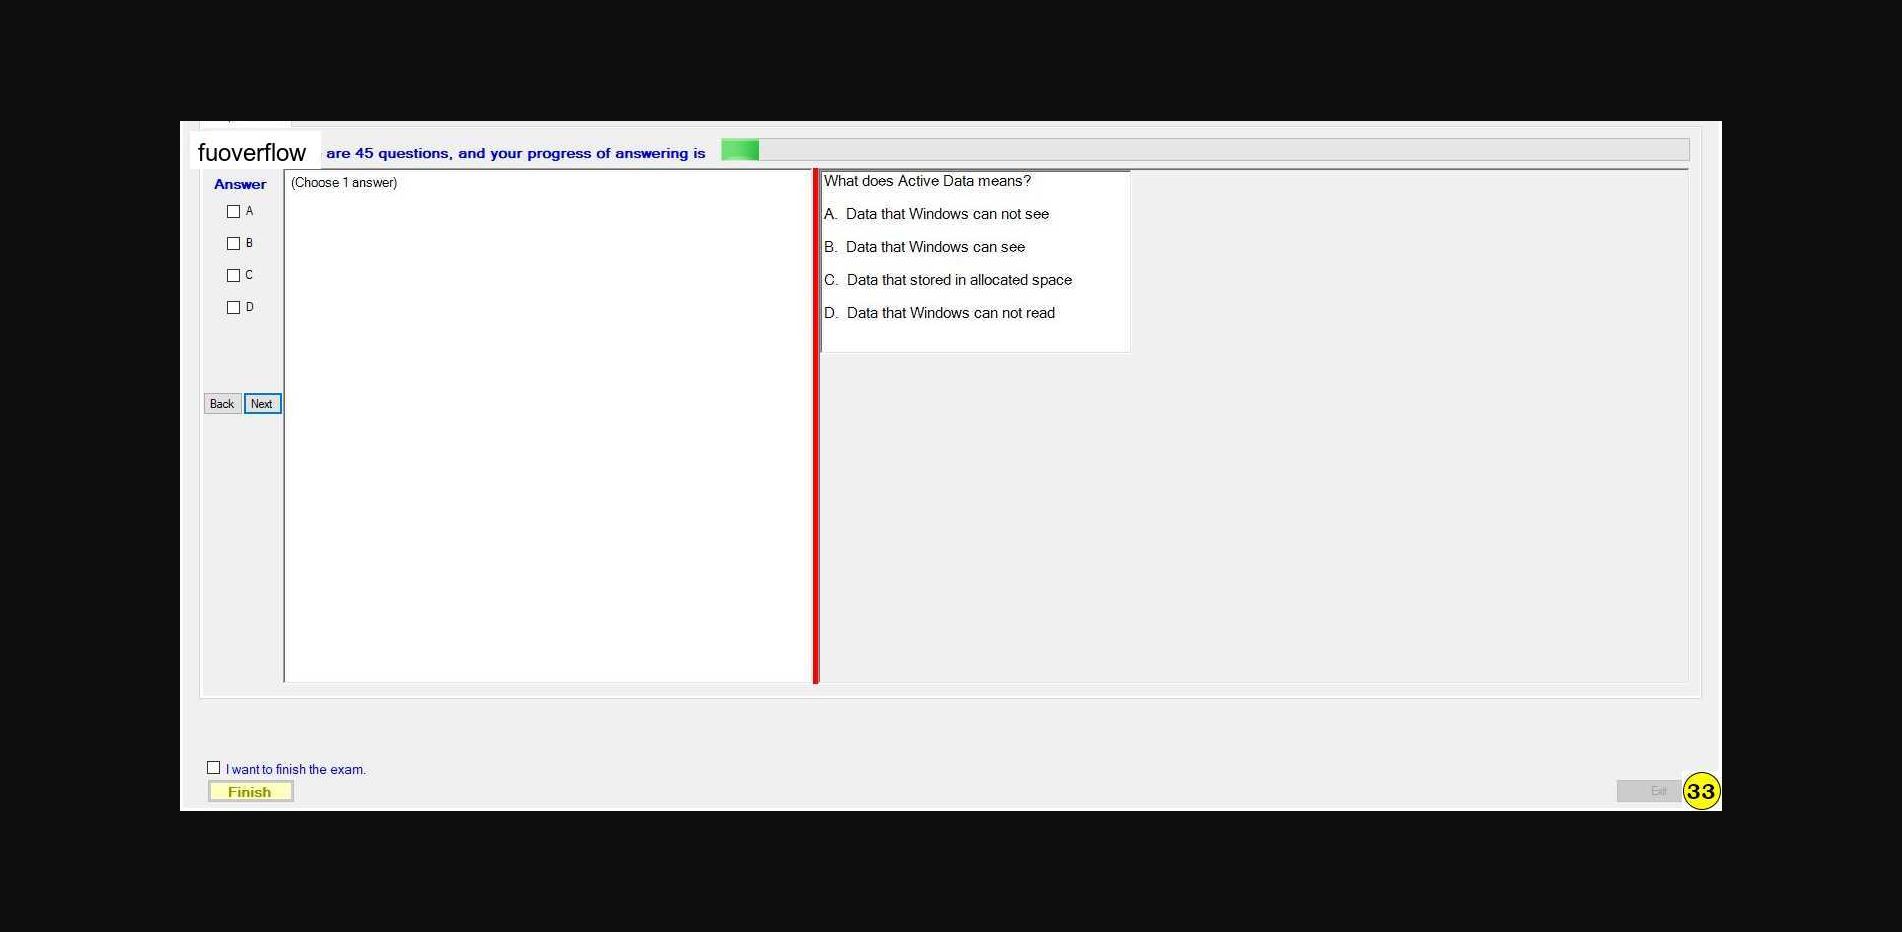 fuoverflow are 45 questions, and your progress of answering is
Answer
A
B
C
D
Back Next
(Choose 1 answer)
What does Active Data means?
A. Data that Windows can not see
B. Data that Windows can see
C. Data that stored in allocated space
D. Data that Windows can not read
I want to finish the exam.
Finish
Exit
33